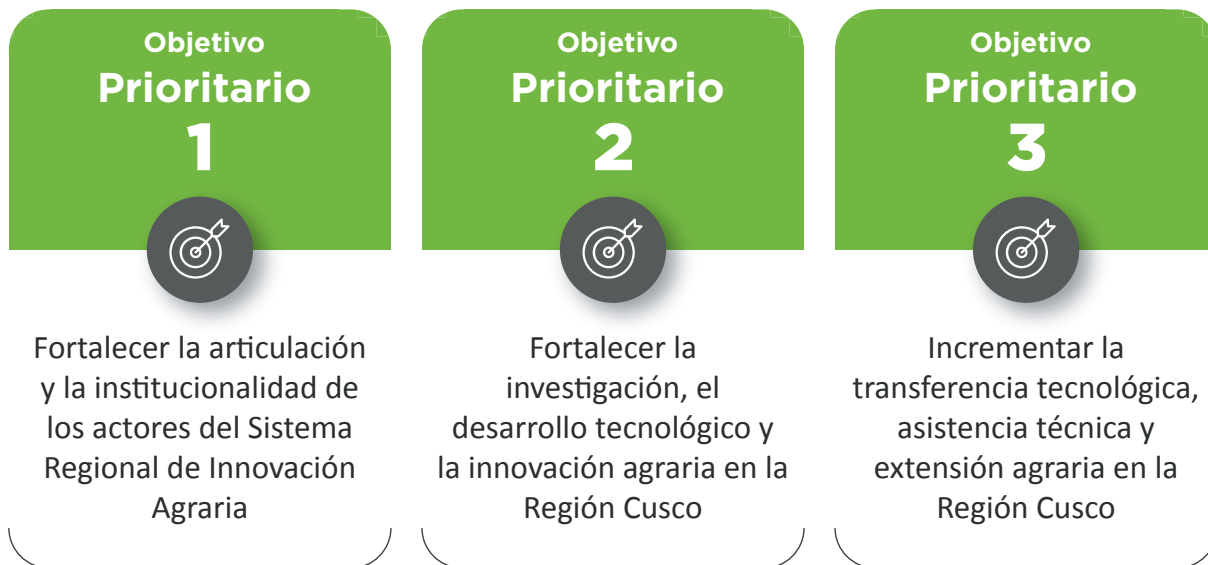 Objetivo
Prioritario
1
Fortalecer la articulación
y la institucionalidad de
los actores del Sistema
Regional de Innovación
Agraria
Objetivo
Prioritario
2
Fortalecer la
investigación, el
desarrollo tecnológico y
la innovación agraria en la
Región Cusco
Objetivo
Prioritario
3
Incrementar la
transferencia tecnológica,
asistencia técnica y
extensión agraria en la
Región Cusco